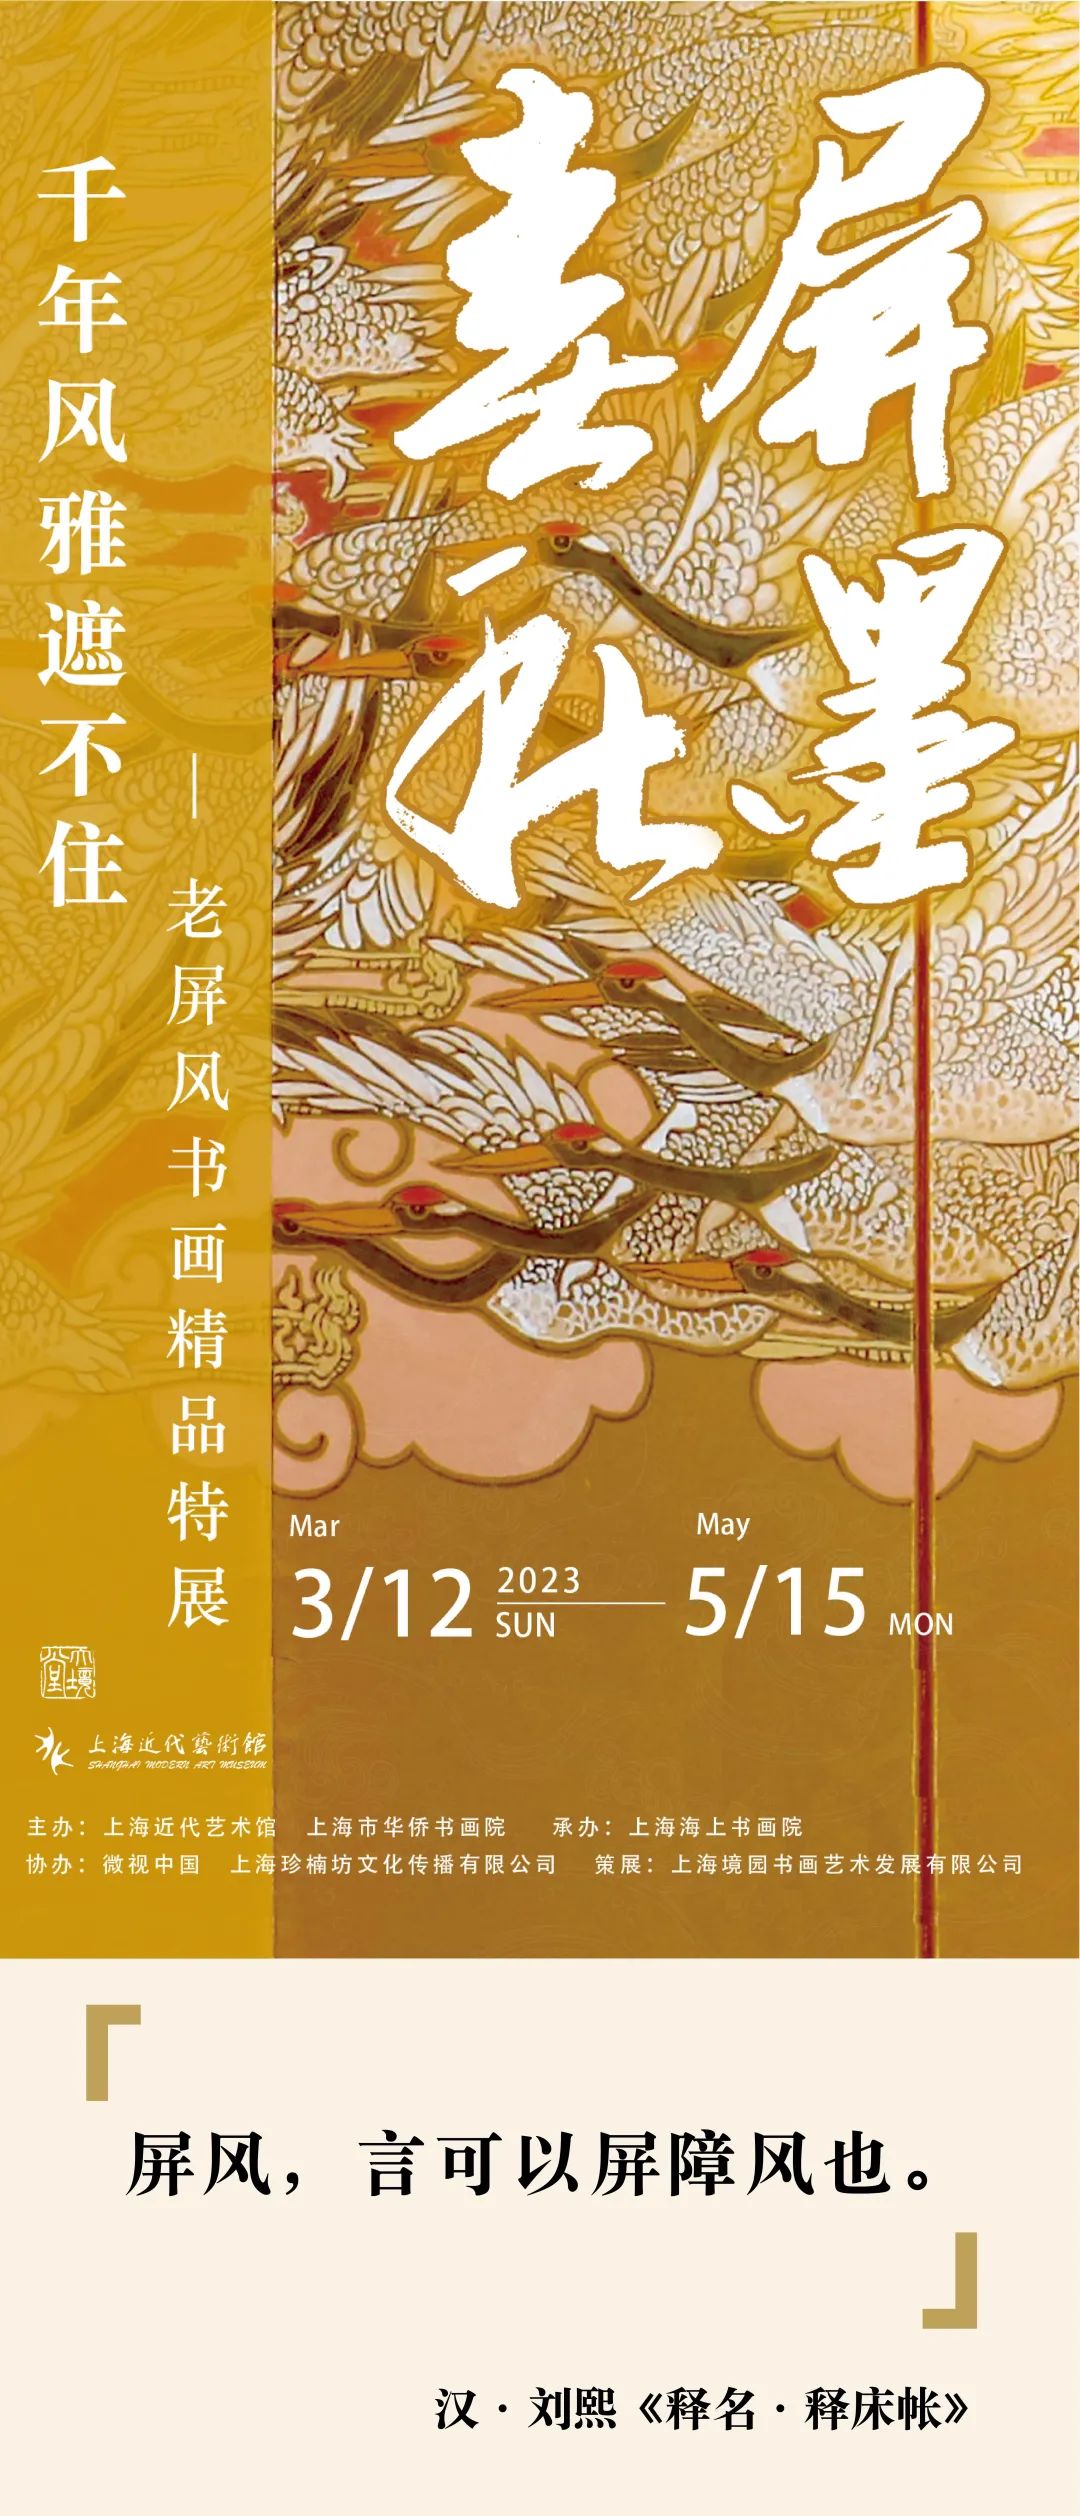 屏墨
春秋
千年风雅遮不住
—老屏风书画精品特展
Mar
3/12
2023
SUN
May
5/15 MON
大境堂
上海近代藝術館
SHANGHAI MODERN ART MUSEUM
主办：上海近代艺术馆 上海市华侨书画院 承办：上海海上书画院
协办：微视中国 上海珍楠坊文化传播有限公司 策展：上海境园书画艺术发展有限公司
「
屏风，言可以屏障风也。
」
汉·刘熙《释名·释床帐》